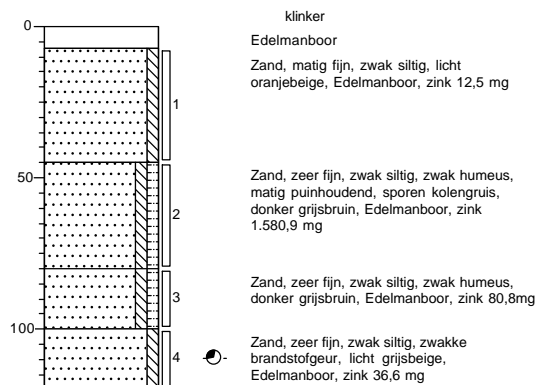 klinker
0
Edelmanboor
Zand, matig fijn, zwak siltig, licht
oranjebeige, Edelmanboor, zink 12,5 mg
1
50
Zand, zeer fijn, zwak siltig, zwak humeus,
matig puinhoudend, sporen kolengruis,
donker grijsbruin, Edelmanboor, zink
1.580,9 mg
2
Zand, zeer fijn, zwak siltig, zwak humeus,
donker grijsbruin, Edelmanboor, zink 80,8mg
3
100
Zand, zeer fijn, zwak siltig, zwakke
brandstofgeur, licht grijsbeige,
Edelmanboor, zink 36,6 mg
4